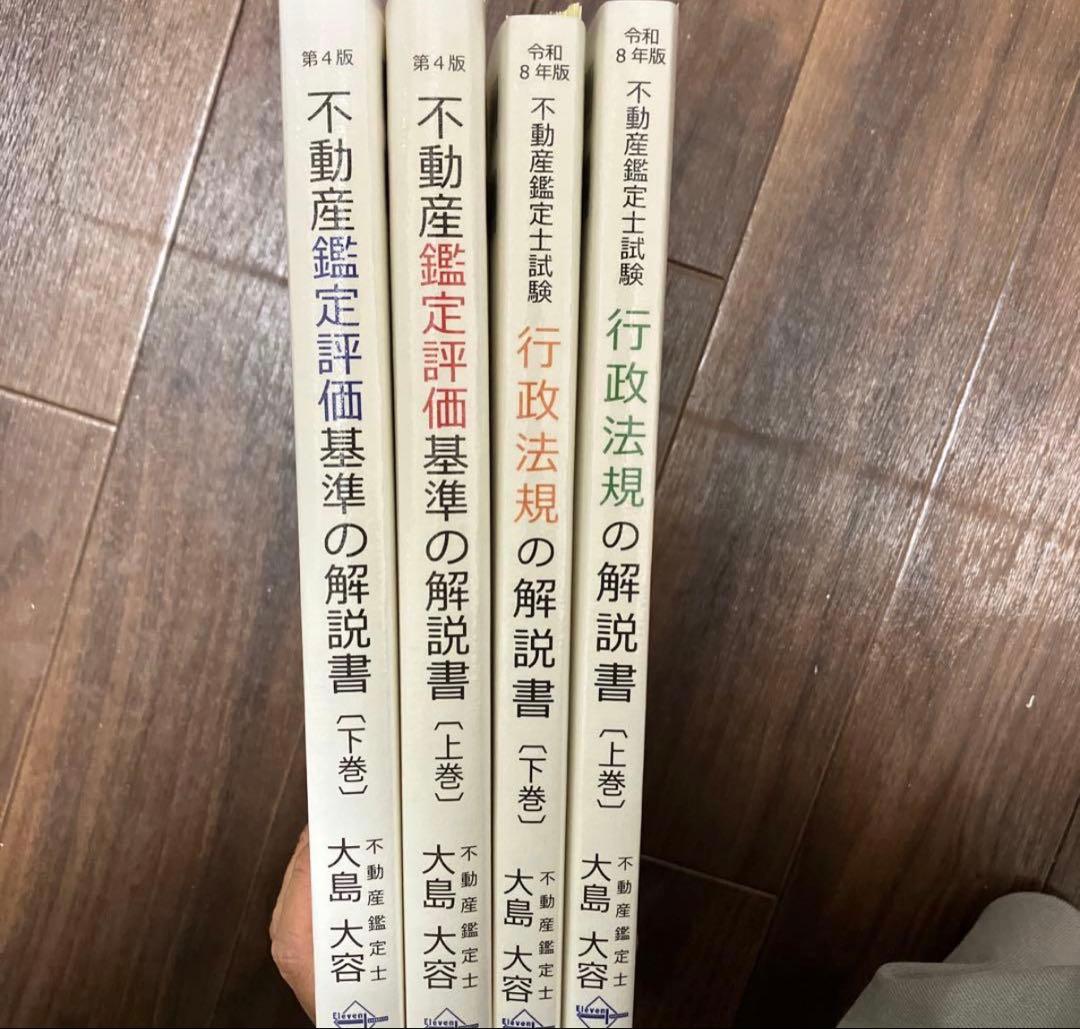 第4版
不動産鑑定評価基準の解説書〔下巻〕
不動産鑑定士
大島 大容
Eleven
第4版
不動産鑑定評価基準の解説書〔上巻〕
不動産鑑定士
大島 大容
Eleven
令和
8年版
不動産鑑定士試験
行政法規の解説書〔下巻〕
不動産鑑定士
大島 大容
Eleven
令和
8年版
不動産鑑定士試験
行政法規の解説書〔上巻〕
不動産鑑定士
大島 大容
Eleven